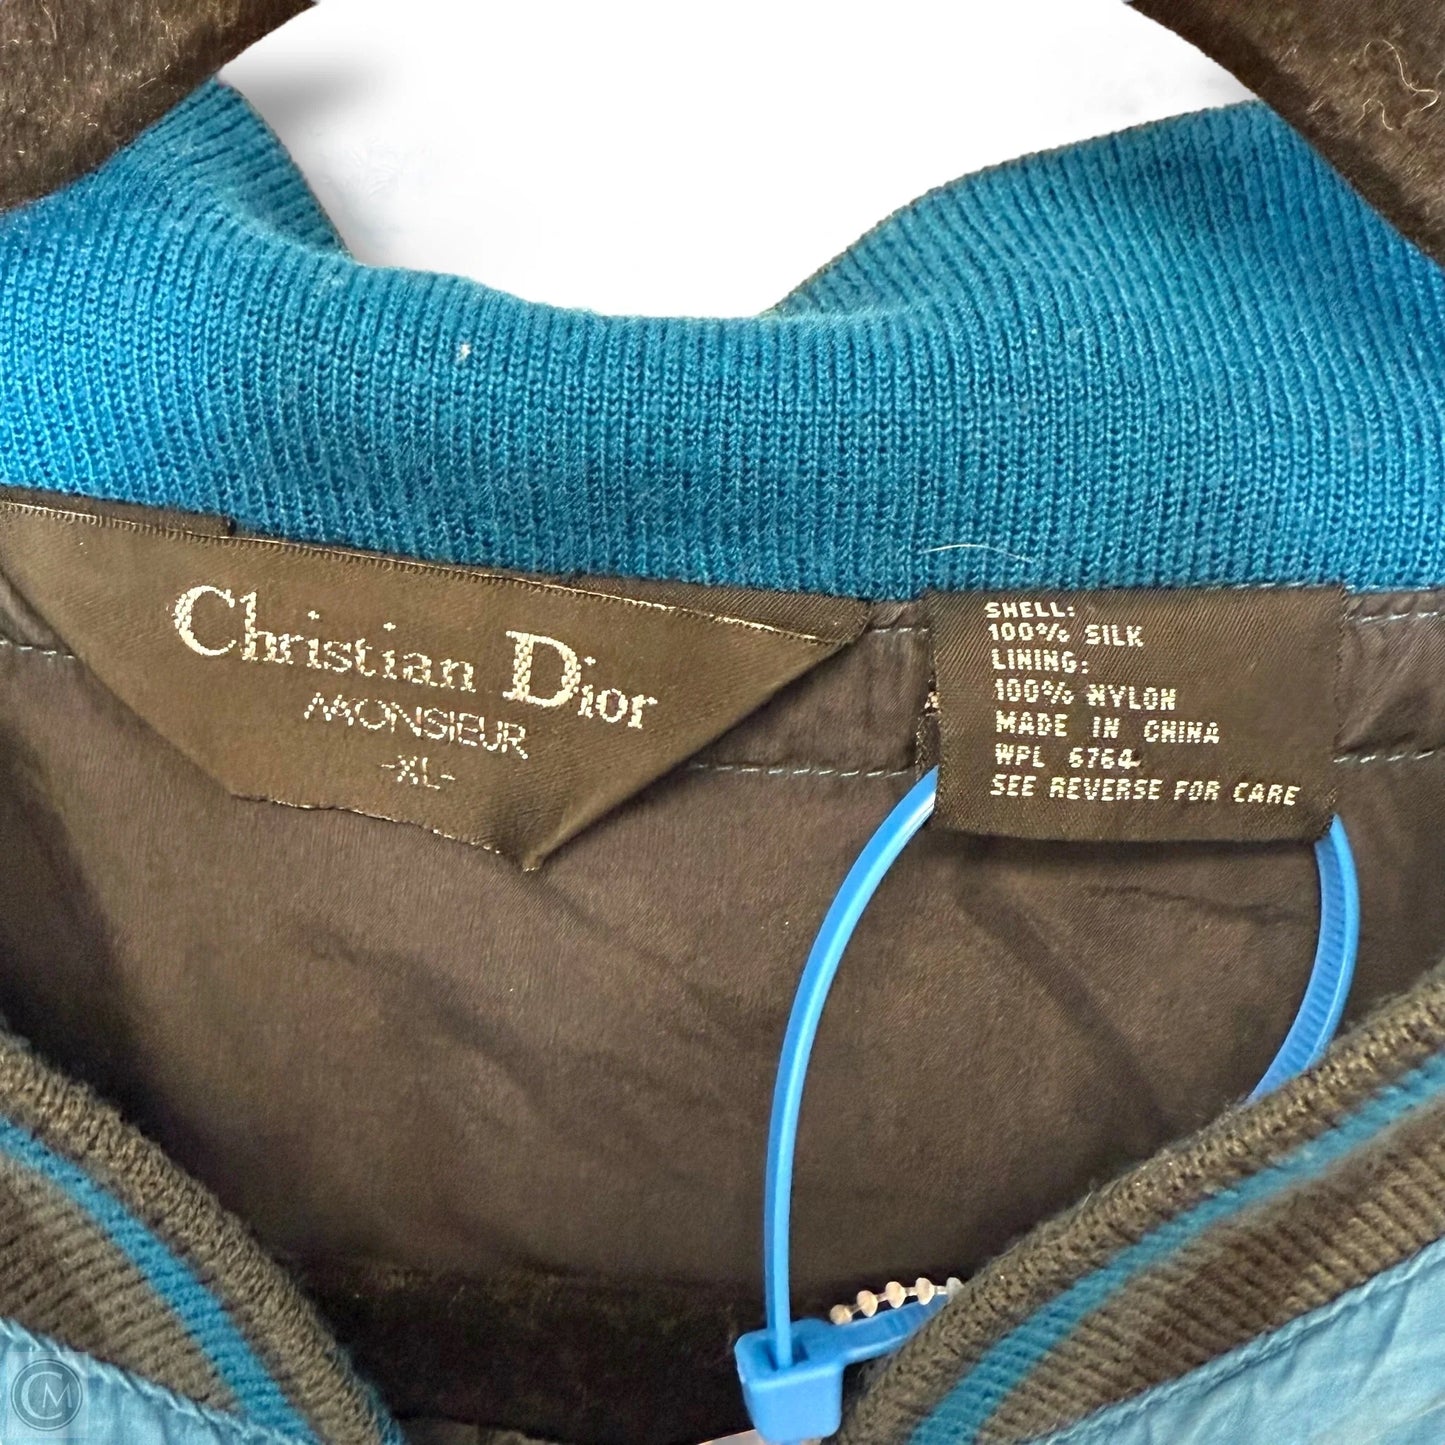 Christian Dior
MONSIEUR
-XL-
SHELL:
100% SILK
LINING:
100% NYLON
MADE IN CHINA
WPL 6764
SEE REVERSE FOR CARE
CM